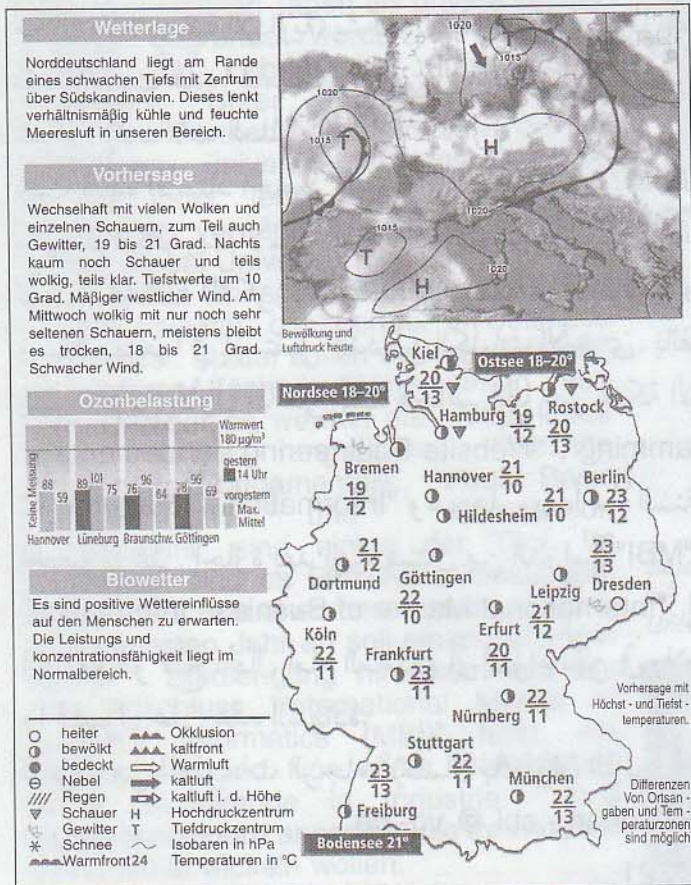 Wetterlage
Norddeutschland liegt am Rande
eines schwachen Tiefs mit Zentrum
über Südskandinavien. Dieses lenkt
verhältnismäßig kühle und feuchte
Meeresluft in unseren Bereich.
Vorhersage
Wechselhaft mit vielen Wolken und
einzelnen Schauern, zum Teil auch
Gewitter, 19 bis 21 Grad. Nachts
kaum noch Schauer und teils
wolkig, teils klar. Tiefstwerte um 10
Grad. Mäßiger westlicher Wind. Am
Mittwoch wolkig mit nur noch sehr
seltenen Schauern, meistens bleibt
es trocken, 18 bis 21 Grad.
Schwacher Wind.
Ozonbelastung
Warnwert
180 µg/m³
gestern
14 Uhr
vorgestern
Max.
Mittel
Keine Messung
88 59 89 101 75 76 96 64 78 96 69
Hannover Lüneburg Braunschw. Göttingen
Biowetter
Es sind positive Wettereinflüsse
auf den Menschen zu erwarten.
Die Leistungs und
konzentrationsfähigkeit liegt im
Normalbereich.
heiter Okklusion
bewölkt kaltfront
bedeckt Warmluft
Nebel kaltluft
Regen kaltluft i. d. Höhe
Schauer H Hochdruckzentrum
Gewitter T Tiefdruckzentrum
Schnee Isobaren in hPa
Warmfront 24 Temperaturen in °C
1020 T
1015
1020
1015 T
H
1020
1015
T
H 1020
Bewölkung und
Luftdruck heute
Kiel
20
13
Ostsee 18–20°
Nordsee 18–20°
Hamburg
19
12
Rostock
20
13
Bremen
19
12
Hannover
21
10
Berlin
23
12
Hildesheim
21
10
Dortmund
21
12
Göttingen
22
10
Leipzig
21
12
23
13
Dresden
Erfurt
20
11
Köln
22
11
Frankfurt
23
11
Nürnberg
22
11
Stuttgart
22
11
23
13
Freiburg
München
22
13
Bodensee 21°
Vorhersage mit
Höchst - und Tiefst -
temperaturen.
Differenzen
Von Ortsan -
gaben und Tem -
peraturzonen
sind möglich